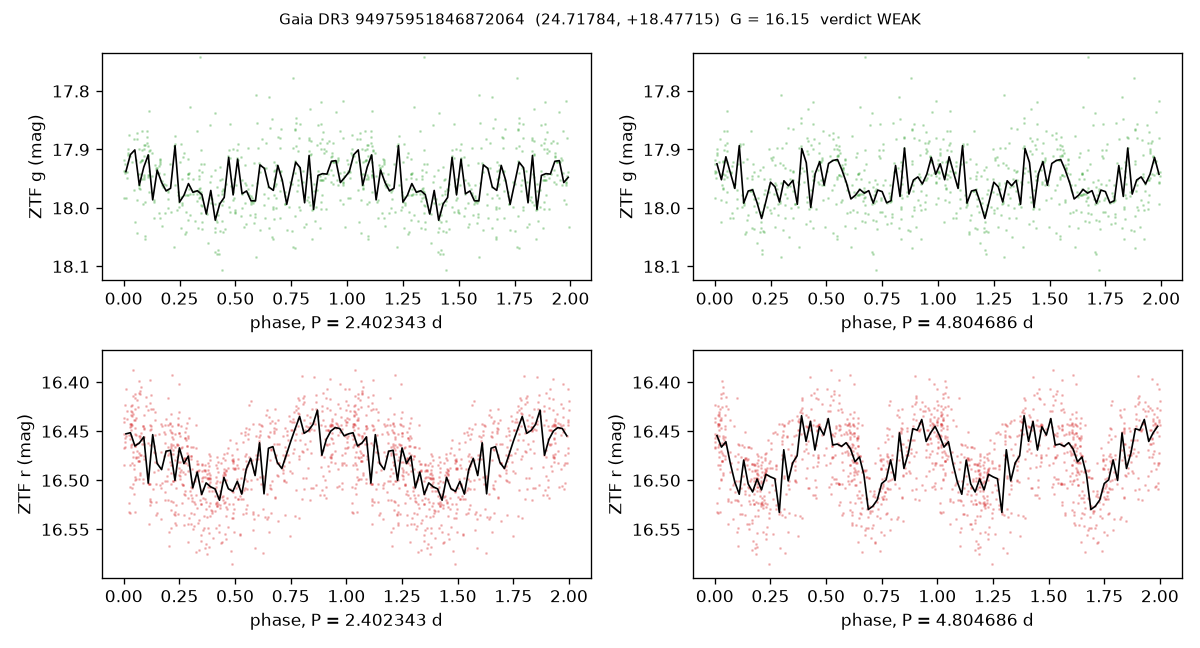 Gaia DR3 94975951846872064 (24.71784, +18.47715) G = 16.15 verdict WEAK
ZTF g (mag)
17.8
17.9
18.0
18.1
0.00 0.25 0.50 0.75 1.00 1.25 1.50 1.75 2.00
phase, P = 2.402343 d
ZTF g (mag)
17.8
17.9
18.0
18.1
0.00 0.25 0.50 0.75 1.00 1.25 1.50 1.75 2.00
phase, P = 4.804686 d
ZTF r (mag)
16.40
16.45
16.50
16.55
0.00 0.25 0.50 0.75 1.00 1.25 1.50 1.75 2.00
phase, P = 2.402343 d
ZTF r (mag)
16.40
16.45
16.50
16.55
0.00 0.25 0.50 0.75 1.00 1.25 1.50 1.75 2.00
phase, P = 4.804686 d